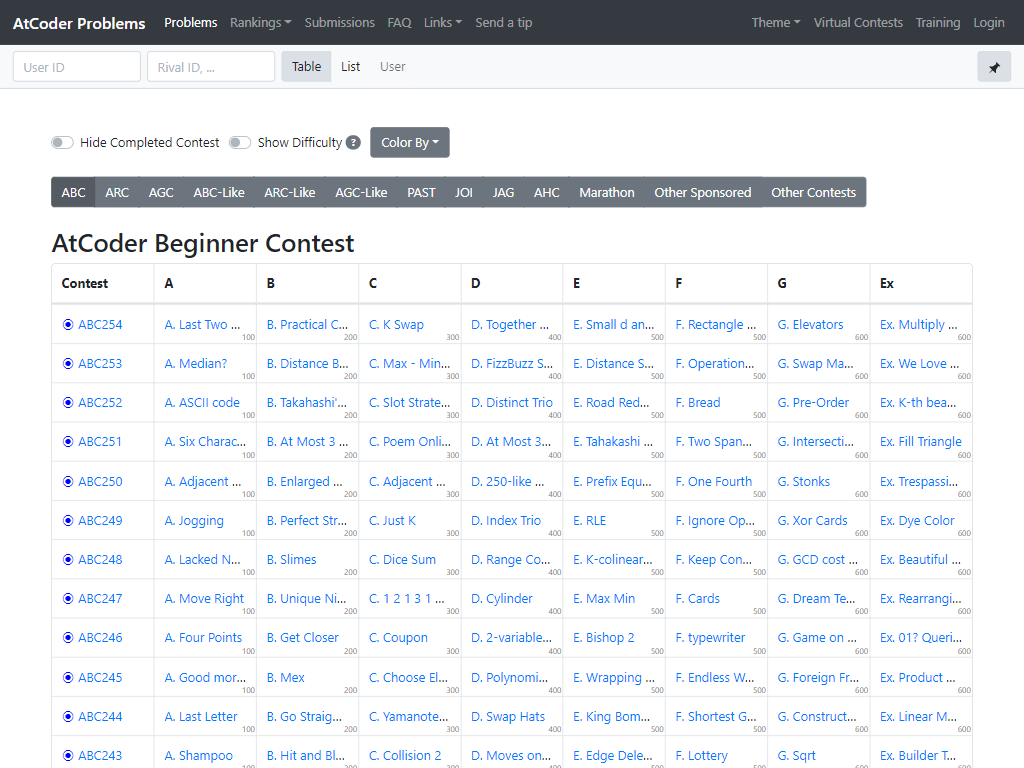 AtCoder Problems Problems Rankings Submissions FAQ Links Send a tip Theme Virtual Contests Training Login
User ID Rival ID, ... Table List User
Hide Completed Contest Show Difficulty ? Color By
ABC ARC AGC ABC-Like ARC-Like AGC-Like PAST JOI JAG AHC Marathon Other Sponsored Other Contests
AtCoder Beginner Contest
Contest A B C D E F G Ex
ABC254 A. Last Two ... B. Practical C... C. K Swap D. Together ... E. Small d an... F. Rectangle ... G. Elevators Ex. Multiply ...
100 200 300 400 500 500 600 600
ABC253 A. Median? B. Distance B... C. Max - Min... D. FizzBuzz S... E. Distance S... F. Operation... G. Swap Ma... Ex. We Love ...
100 200 300 400 500 500 600 600
ABC252 A. ASCII code B. Takahashi'... C. Slot Strate... D. Distinct Trio E. Road Red... F. Bread G. Pre-Order Ex. K-th bea...
100 200 300 400 500 500 600 600
ABC251 A. Six Charac... B. At Most 3 ... C. Poem Onli... D. At Most 3... E. Tahakashi ... F. Two Span... G. Intersecti... Ex. Fill Triangle
100 200 300 400 500 500 600 600
ABC250 A. Adjacent ... B. Enlarged ... C. Adjacent ... D. 250-like ... E. Prefix Equ... F. One Fourth G. Stonks Ex. Trespassi...
100 200 300 400 500 500 600 600
ABC249 A. Jogging B. Perfect Str... C. Just K D. Index Trio E. RLE F. Ignore Op... G. Xor Cards Ex. Dye Color
100 200 300 400 500 500 600 600
ABC248 A. Lacked N... B. Slimes C. Dice Sum D. Range Co... E. K-colinear... F. Keep Con... G. GCD cost ... Ex. Beautiful ...
100 200 300 400 500 500 600 600
ABC247 A. Move Right B. Unique Ni... C. 1 2 1 3 1 ... D. Cylinder E. Max Min F. Cards G. Dream Te... Ex. Rearrangi...
100 200 300 400 500 500 600 600
ABC246 A. Four Points B. Get Closer C. Coupon D. 2-variable... E. Bishop 2 F. typewriter G. Game on ... Ex. 01? Queri...
100 200 300 400 500 500 600 600
ABC245 A. Good mor... B. Mex C. Choose El... D. Polynomi... E. Wrapping ... F. Endless W... G. Foreign Fr... Ex. Product ...
100 200 300 400 500 500 600 600
ABC244 A. Last Letter B. Go Straig... C. Yamanote... D. Swap Hats E. King Bom... F. Shortest G... G. Construct... Ex. Linear M...
100 200 300 400 500 500 600 600
ABC243 A. Shampoo B. Hit and Bl... C. Collision 2 D. Moves on... E. Edge Dele... F. Lottery G. Sqrt Ex. Builder T...